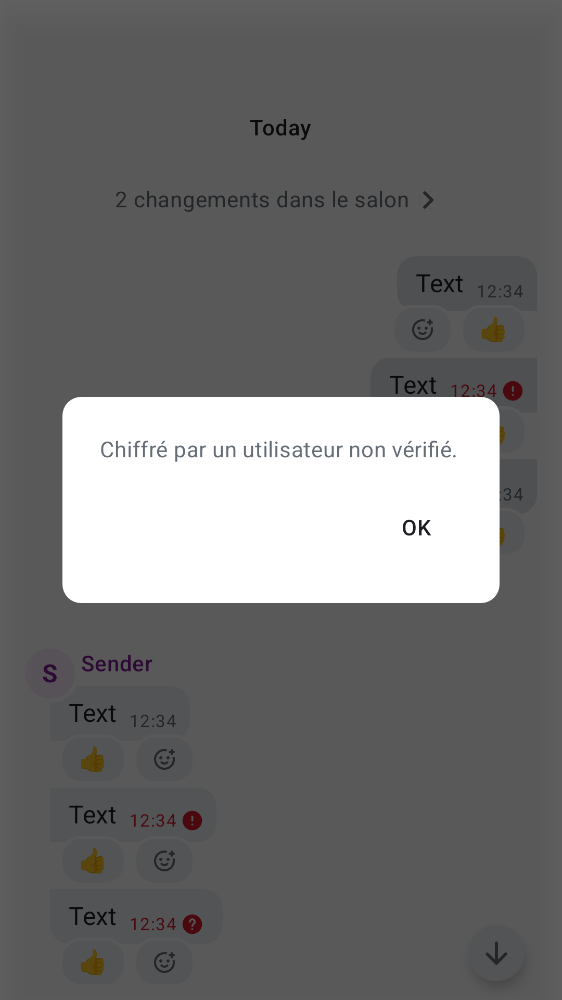 Today
2 changements dans le salon
Text 12:34
Text 12:34
Chiffré par un utilisateur non vérifié.
:34
OK
S Sender
Text 12:34
Text 12:34
Text 12:34